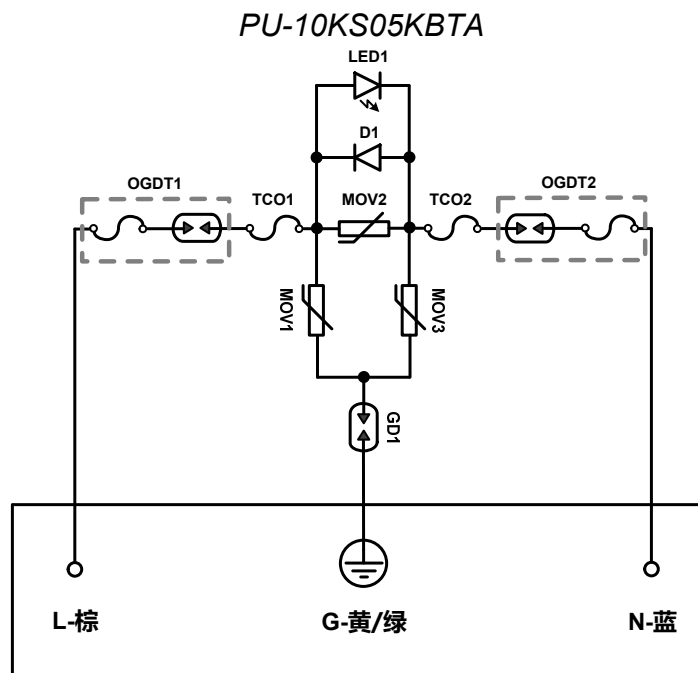 PU-10KS05KBTA
LED1
D1
OGDT1
TCO1
MOV2
TCO2
OGDT2
MOV1
MOV3
GD1
L-棕
G-黄/绿
N-蓝